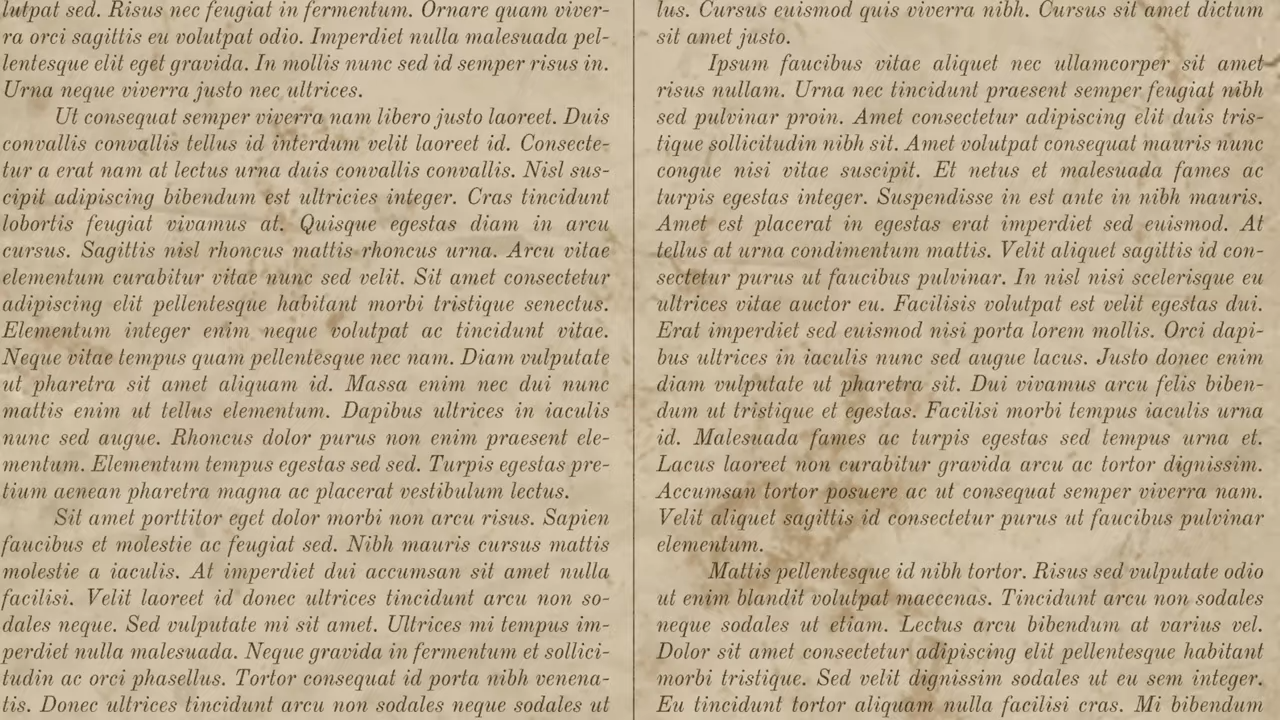 lutpat sed. Risus nec feugiat in fermentum. Ornare quam viver-
ra orci sagittis eu volutpat odio. Imperdiet nulla malesuada pel-
lentesque elit eget gravida. In mollis nunc sed id semper risus in.
Urna neque viverra justo nec ultrices.
Ut consequat semper viverra nam libero justo laoreet. Duis
convallis convallis tellus id interdum velit laoreet id. Consecte-
tur a erat nam at lectus urna duis convallis convallis. Nisl sus-
cipit adipiscing bibendum est ultricies integer. Cras tincidunt
lobortis feugiat vivamus at. Quisque egestas diam in arcu
cursus. Sagittis nisl rhoncus mattis rhoncus urna. Arcu vitae
elementum curabitur vitae nunc sed velit. Sit amet consectetur
adipiscing elit pellentesque habitant morbi tristique senectus.
Elementum integer enim neque volutpat ac tincidunt vitae.
Neque vitae tempus quam pellentesque nec nam. Diam vulputate
ut pharetra sit amet aliquam id. Massa enim nec dui nunc
mattis enim ut tellus elementum. Dapibus ultrices in iaculis
nunc sed augue. Rhoncus dolor purus non enim praesent ele-
mentum. Elementum tempus egestas sed sed. Turpis egestas pre-
tium aenean pharetra magna ac placerat vestibulum lectus.
Sit amet porttitor eget dolor morbi non arcu risus. Sapien
faucibus et molestie ac feugiat sed. Nibh mauris cursus mattis
molestie a iaculis. At imperdiet dui accumsan sit amet nulla
facilisi. Velit laoreet id donec ultrices tincidunt arcu non so-
dales neque. Sed vulputate mi sit amet. Ultrices mi tempus im-
perdiet nulla malesuada. Neque gravida in fermentum et sollici-
tudin ac orci phasellus. Tortor consequat id porta nibh venena-
tis. Donec ultrices tincidunt arcu non sodales neque sodales ut
lus. Cursus euismod quis viverra nibh. Cursus sit amet dictum
sit amet justo.
Ipsum faucibus vitae aliquet nec ullamcorper sit amet
risus nullam. Urna nec tincidunt praesent semper feugiat nibh
sed pulvinar proin. Amet consectetur adipiscing elit duis tris-
tique sollicitudin nibh sit. Amet volutpat consequat mauris nunc
congue nisi vitae suscipit. Et netus et malesuada fames ac
turpis egestas integer. Suspendisse in est ante in nibh mauris.
Amet est placerat in egestas erat imperdiet sed euismod. At
tellus at urna condimentum mattis. Velit aliquet sagittis id con-
sectetur purus ut faucibus pulvinar. In nisl nisi scelerisque eu
ultrices vitae auctor eu. Facilisis volutpat est velit egestas dui.
Erat imperdiet sed euismod nisi porta lorem mollis. Orci dapi-
bus ultrices in iaculis nunc sed augue lacus. Justo donec enim
diam vulputate ut pharetra sit. Dui vivamus arcu felis biben-
dum ut tristique et egestas. Facilisi morbi tempus iaculis urna
id. Malesuada fames ac turpis egestas sed tempus urna et.
Lacus laoreet non curabitur gravida arcu ac tortor dignissim.
Accumsan tortor posuere ac ut consequat semper viverra nam.
Velit aliquet sagittis id consectetur purus ut faucibus pulvinar
elementum.
Mattis pellentesque id nibh tortor. Risus sed vulputate odio
ut enim blandit volutpat maecenas. Tincidunt arcu non sodales
neque sodales ut etiam. Lectus arcu bibendum at varius vel.
Dolor sit amet consectetur adipiscing elit pellentesque habitant
morbi tristique. Sed velit dignissim sodales ut eu sem integer.
Eu tincidunt tortor aliquam nulla facilisi cras. Mi bibendum